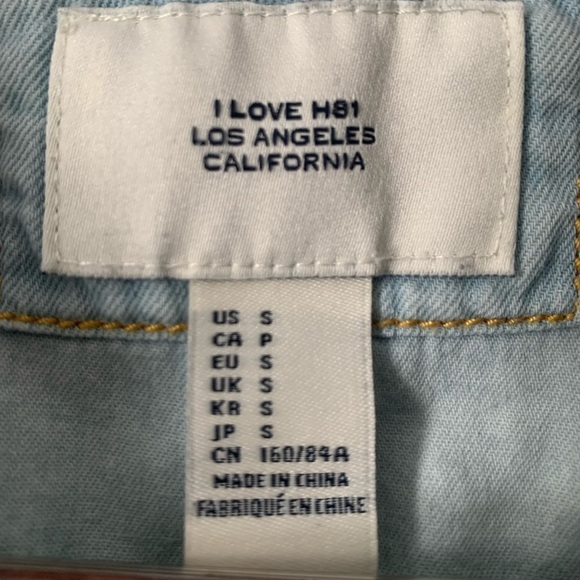 I LOVE H81
LOS ANGELES
CALIFORNIA
US S
CA P
EU S
UK S
KR S
JP S
CN 160/84A
MADE IN CHINA
FABRIQUÉ EN CHINE